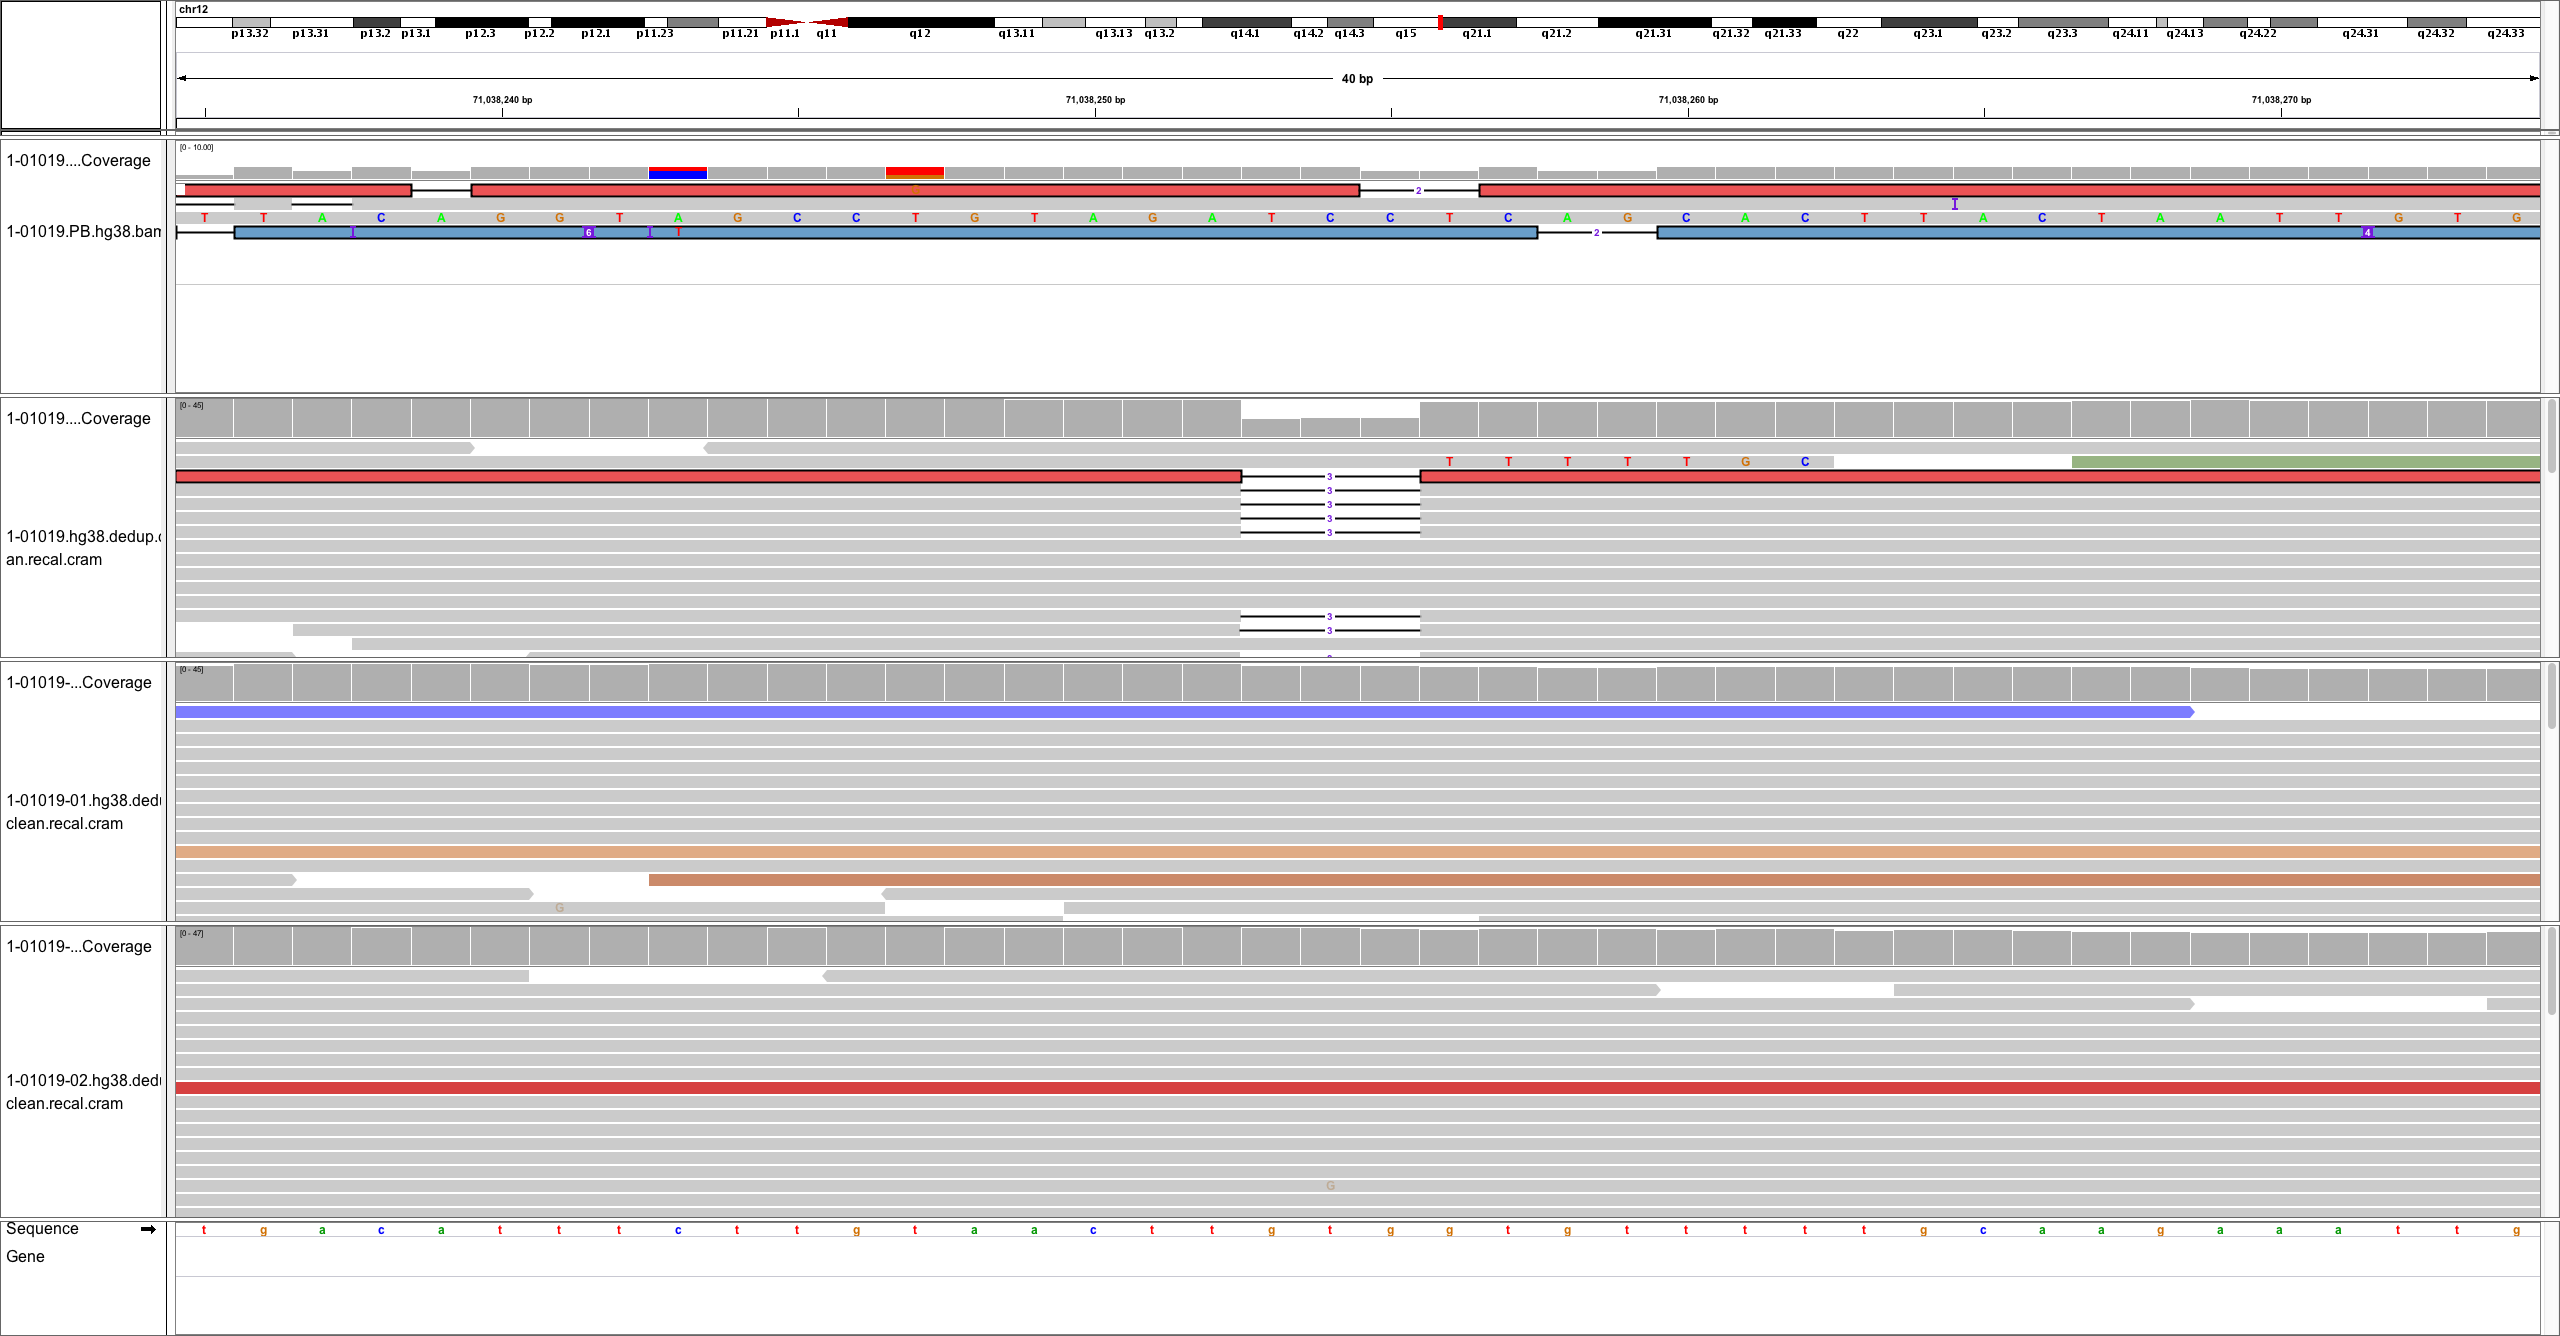 chr12
p13.32 p13.31 p13.2 p13.1 p12.3 p12.2 p12.1 p11.23 p11.21 p11.1 q11 q12 q13.11 q13.13 q13.2 q14.1 q14.2 q14.3 q15 q21.1 q21.2 q21.31 q21.32 q21.33 q22 q23.1 q23.2 q23.3 q24.11 q24.13 q24.22 q24.31 q24.32 q24.33
40 bp
71,038,240 bp 71,038,250 bp 71,038,260 bp 71,038,270 bp
[0 - 10.00]
1-01019....Coverage
2
T T A C A G G T A G C C T G T A G A T C C T C A G C A C T T A C T A A T T G T G
1-01019.PB.hg38.bam
6 T 2 4
[0 - 45]
1-01019....Coverage
T T T T T G C
3
3
3
3
3
1-01019.hg38.dedup.c
an.recal.cram
3
3
[0 - 45]
1-01019-...Coverage
1-01019-01.hg38.dedu
clean.recal.cram
G
[0 - 47]
1-01019-...Coverage
1-01019-02.hg38.dedu
clean.recal.cram
G
Sequence t g a c a t t t c t t g t a a c t t g t g g t g t t t t t g c a a g a a a t t g
Gene